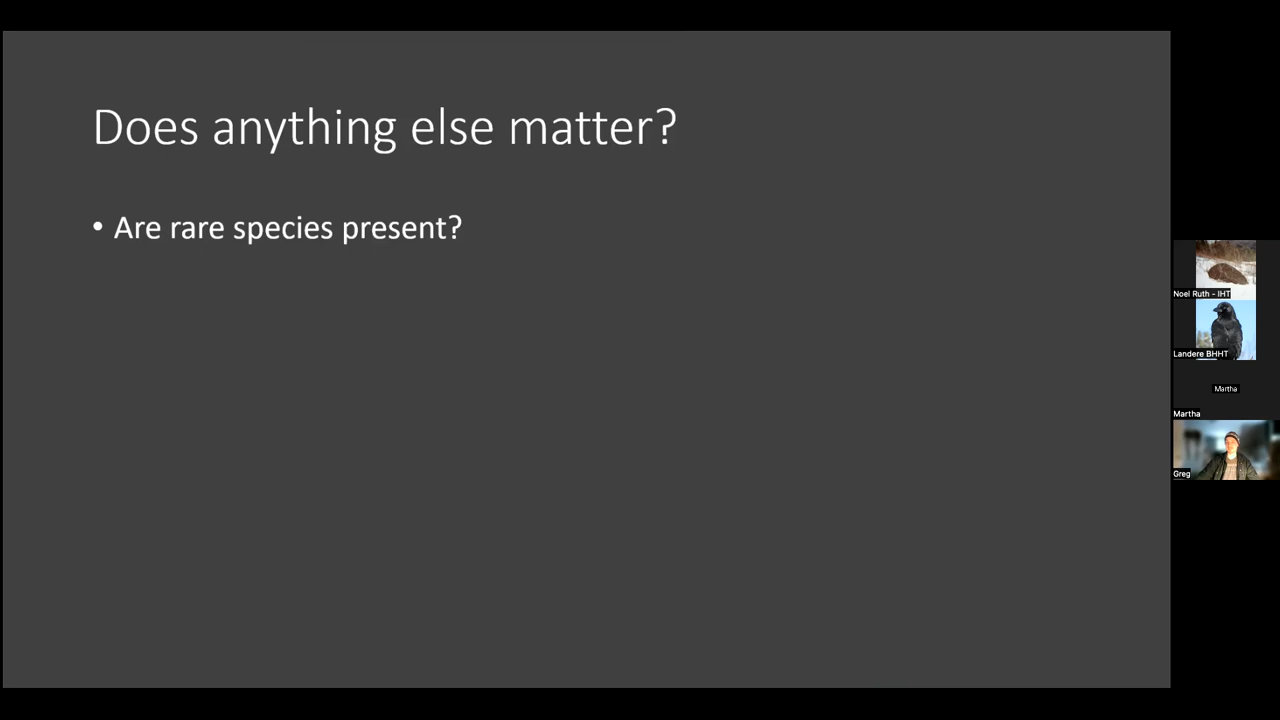 Does anything else matter?
• Are rare species present?
Noel Ruth - IHT
Landere BHHT
Martha
Martha
Greg